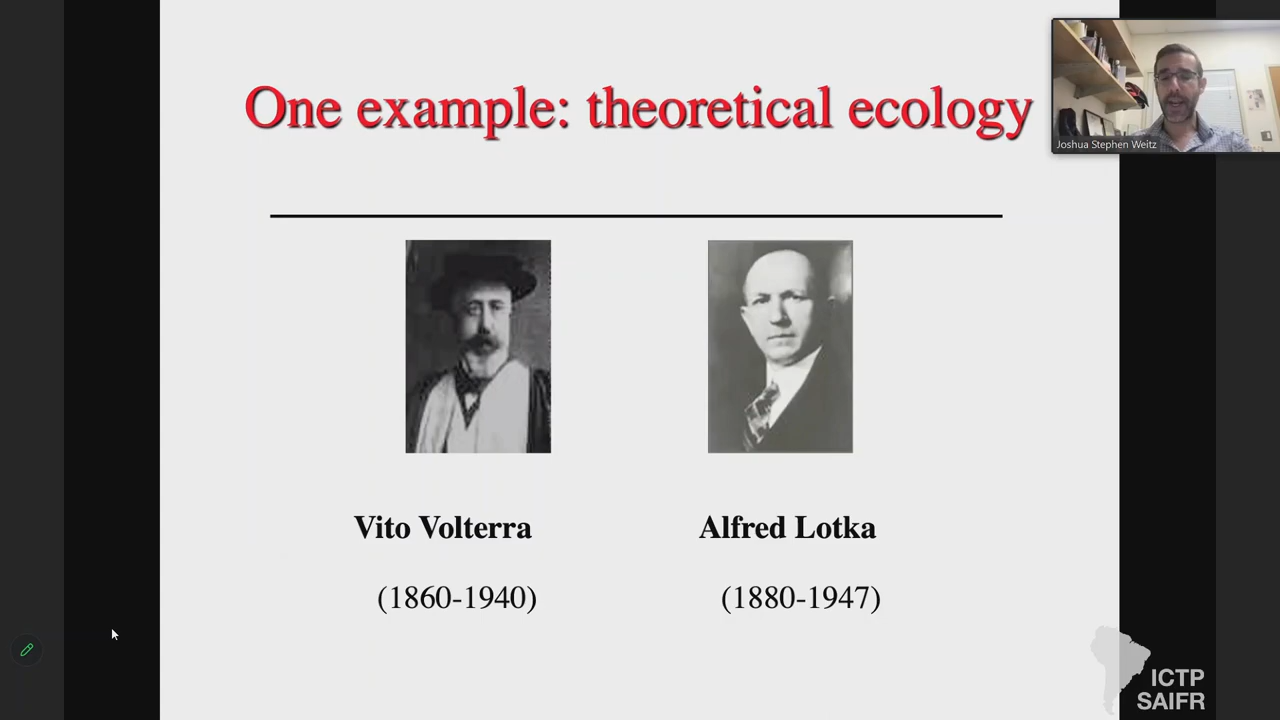 One example: theoretical ecology
Joshua Stephen Weitz
Vito Volterra
Alfred Lotka
(1860-1940)
(1880-1947)
ICTP
SAIFR